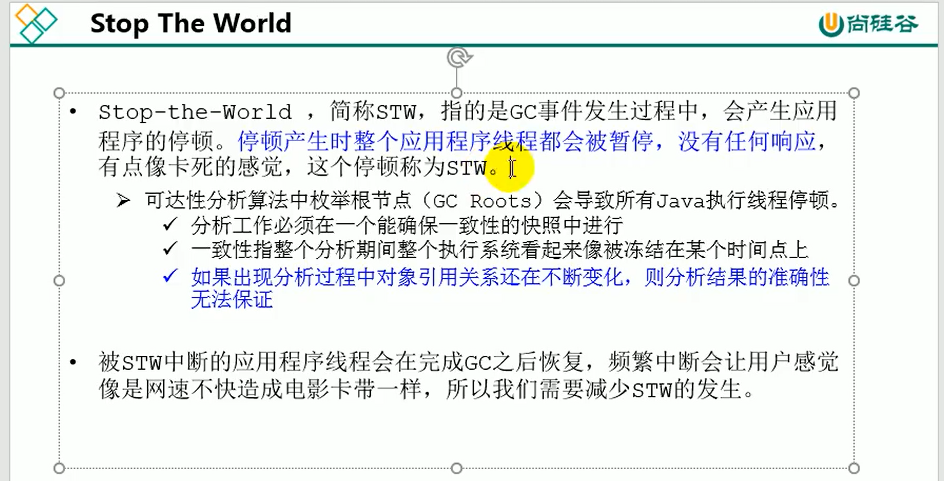 Stop The World
尚硅谷
• Stop-the-World ，简称STW，指的是GC事件发生过程中，会产生应用
程序的停顿。停顿产生时整个应用程序线程都会被暂停，没有任何响应，
有点像卡死的感觉，这个停顿称为STW。
➢ 可达性分析算法中枚举根节点（GC Roots）会导致所有Java执行线程停顿。
✓ 分析工作必须在一个能确保一致性的快照中进行
✓ 一致性指整个分析期间整个执行系统看起来像被冻结在某个时间点上
✓ 如果出现分析过程中对象引用关系还在不断变化，则分析结果的准确性
无法保证
• 被STW中断的应用程序线程会在完成GC之后恢复，频繁中断会让用户感觉
像是网速不快造成电影卡带一样，所以我们需要减少STW的发生。